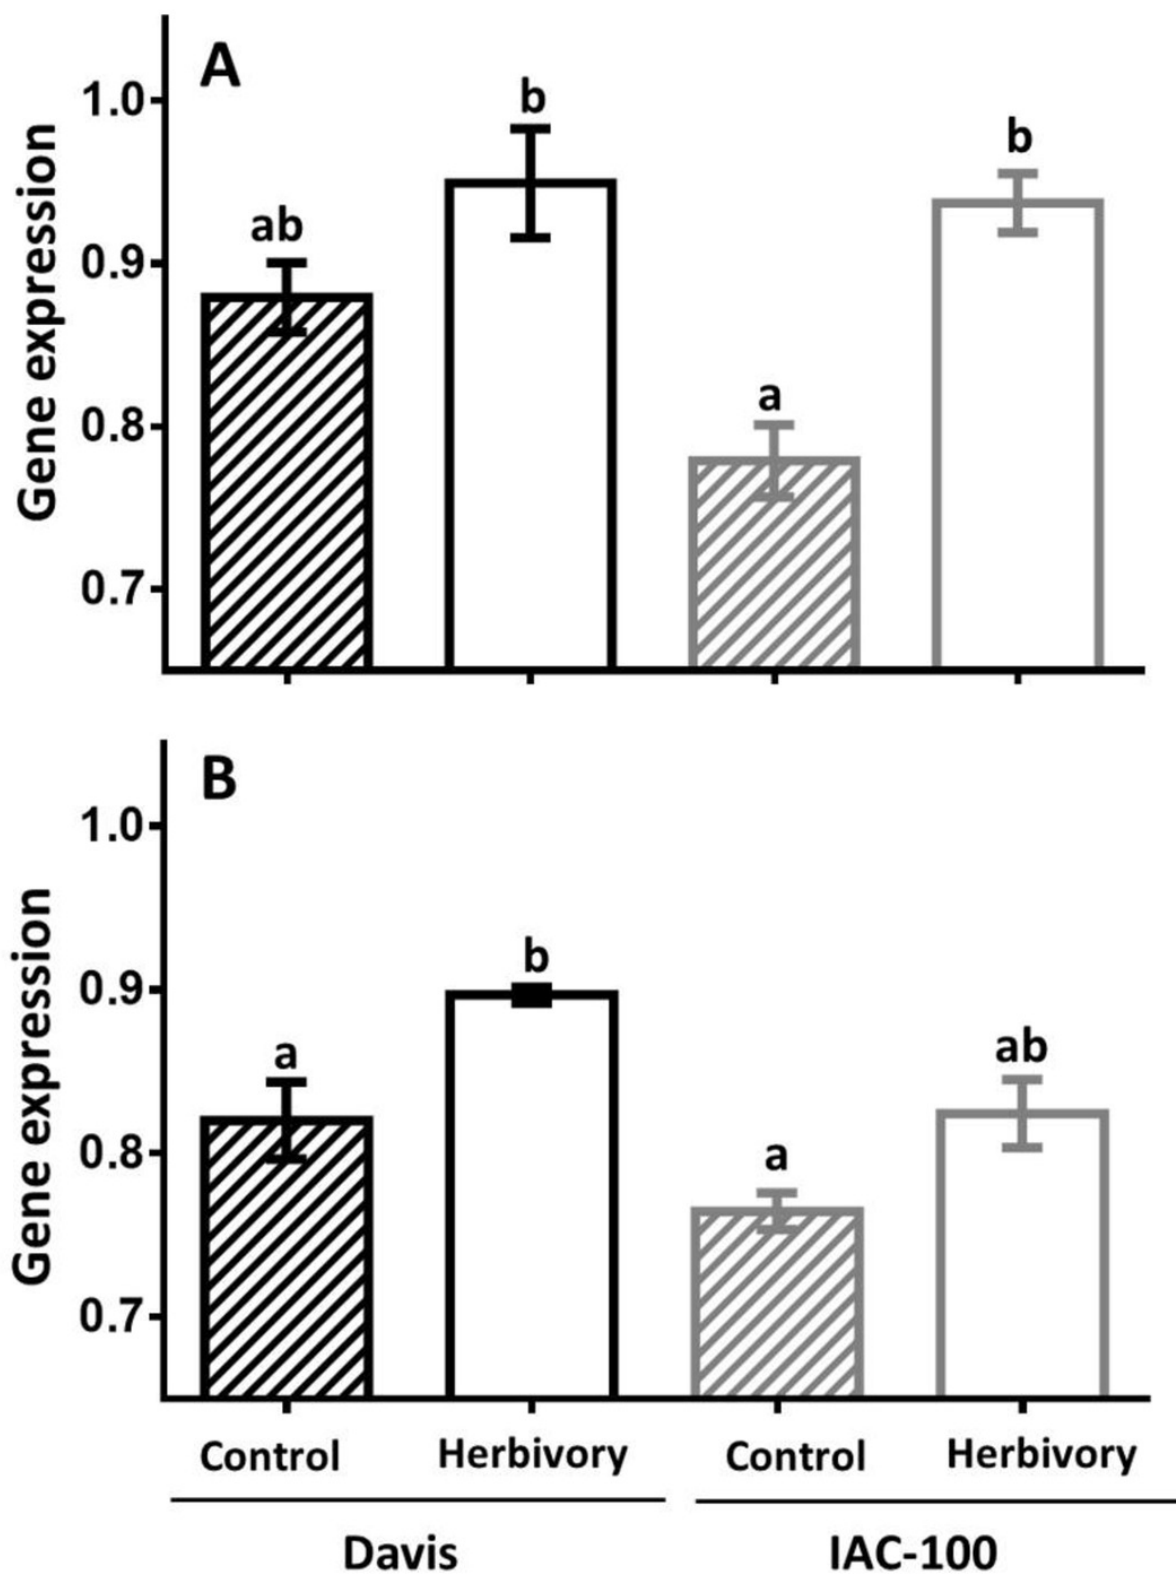 A
Gene expression
1.0
0.9
0.8
0.7
ab
b
a
b
B
Gene expression
1.0
0.9
0.8
0.7
a
b
a
ab
Control Herbivory Control Herbivory
Davis IAC-100